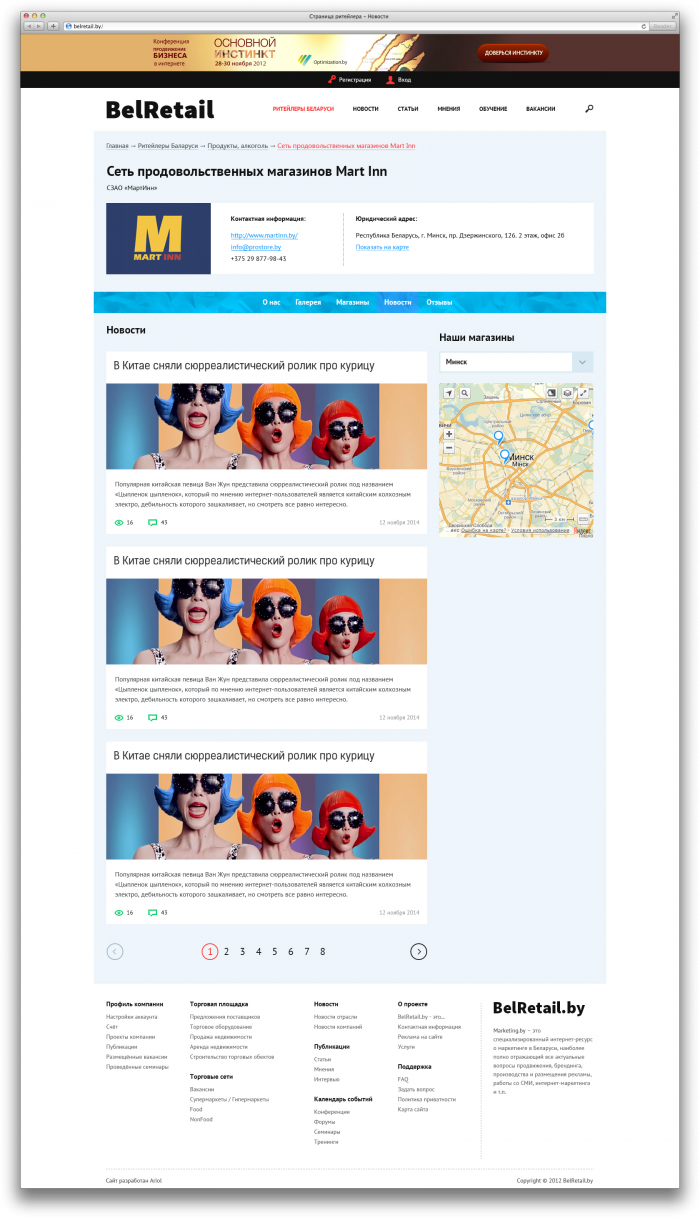 Страница ритейлера – Новости
belretail.by/
Reader
Конференция
ПРОДВИЖЕНИЕ
БИЗНЕСА
в интернете
ОСНОВНОЙ
ИНСТИНКТ
28-30 ноября 2012
Optimization.by
ДОВЕРЬСЯ ИНСТИНКТУ
Регистрация
Вход
BelRetail
РИТЕЙЛЕРЫ БЕЛАРУСИ
НОВОСТИ
СТАТЬИ
МНЕНИЯ
ОБУЧЕНИЕ
ВАКАНСИИ
Главная → Ритейлеры Баларуси → Продукты, алкоголь → Сеть продовольственных магазинов Mart Inn
Сеть продовольственных магазинов Mart Inn
СЗАО «МартИнн»
M
MART INN
Контактная информация:
http://www.martinn.by/
info@prostore.by
+375 29 877-98-43
Юридический адрес:
Республика Беларусь, г. Минск, пр. Дзержинского, 126. 2 этаж, офис 2б
Показать на карте
О нас
Галерея
Магазины
Новости
Отзывы
Новости
В Китае сняли сюрреалистический ролик про курицу
Популярная китайская певица Ван Жун представила сюрреалистический ролик под названием
«Цыпленок цыпленок», который по мнению интернет-пользователей является китайским колхозным
электро, дебильность которого зашкаливает, но смотреть все равно интересно.
16
43
12 ноября 2014
В Китае сняли сюрреалистический ролик про курицу
Популярная китайская певица Ван Жун представила сюрреалистический ролик под названием
«Цыпленок цыпленок», который по мнению интернет-пользователей является китайским колхозным
электро, дебильность которого зашкаливает, но смотреть все равно интересно.
16
43
12 ноября 2014
В Китае сняли сюрреалистический ролик про курицу
Популярная китайская певица Ван Жун представила сюрреалистический ролик под названием
«Цыпленок цыпленок», который по мнению интернет-пользователей является китайским колхозным
электро, дебильность которого зашкаливает, но смотреть все равно интересно.
16
43
12 ноября 2014
1 2 3 4 5 6 7 8
Наши магазины
Минск
Минск
Минск
Ошибка на карте?
Условия использования
Профиль компании
Настройки аккаунта
Счёт
Проекты компании
Публикации
Размещённые вакансии
Проведённые семинары
Торговая площадка
Предложения поставщиков
Торговое оборудование
Продажа недвижимости
Аренда недвижимости
Строительство торговых обектов
Торговые сети
Вакансии
Супермаркеты / Гипермаркеты
Food
NonFood
Новости
Новости отрасли
Новости компаний
Публикации
Статьи
Мнения
Интервью
Календарь событий
Конференции
Форумы
Семинары
Тренинги
О проекте
BelRetail.by - это...
Контактная информация
Реклама на сайте
Услуги
Поддержка
FAQ
Задать вопрос
Политика приватности
Карта сайта
BelRetail.by
Marketing.by – это
специализированный интернет-ресурс
о маркетинге в Беларуси, наиболее
полно отражающий все актуальные
вопросы продвижения, брендинга,
производства и размещения рекламы,
работы со СМИ, интернет-маркетинга
и т.п.
Сайт разработан Ariol
Copyright © 2012 BelRetail.by